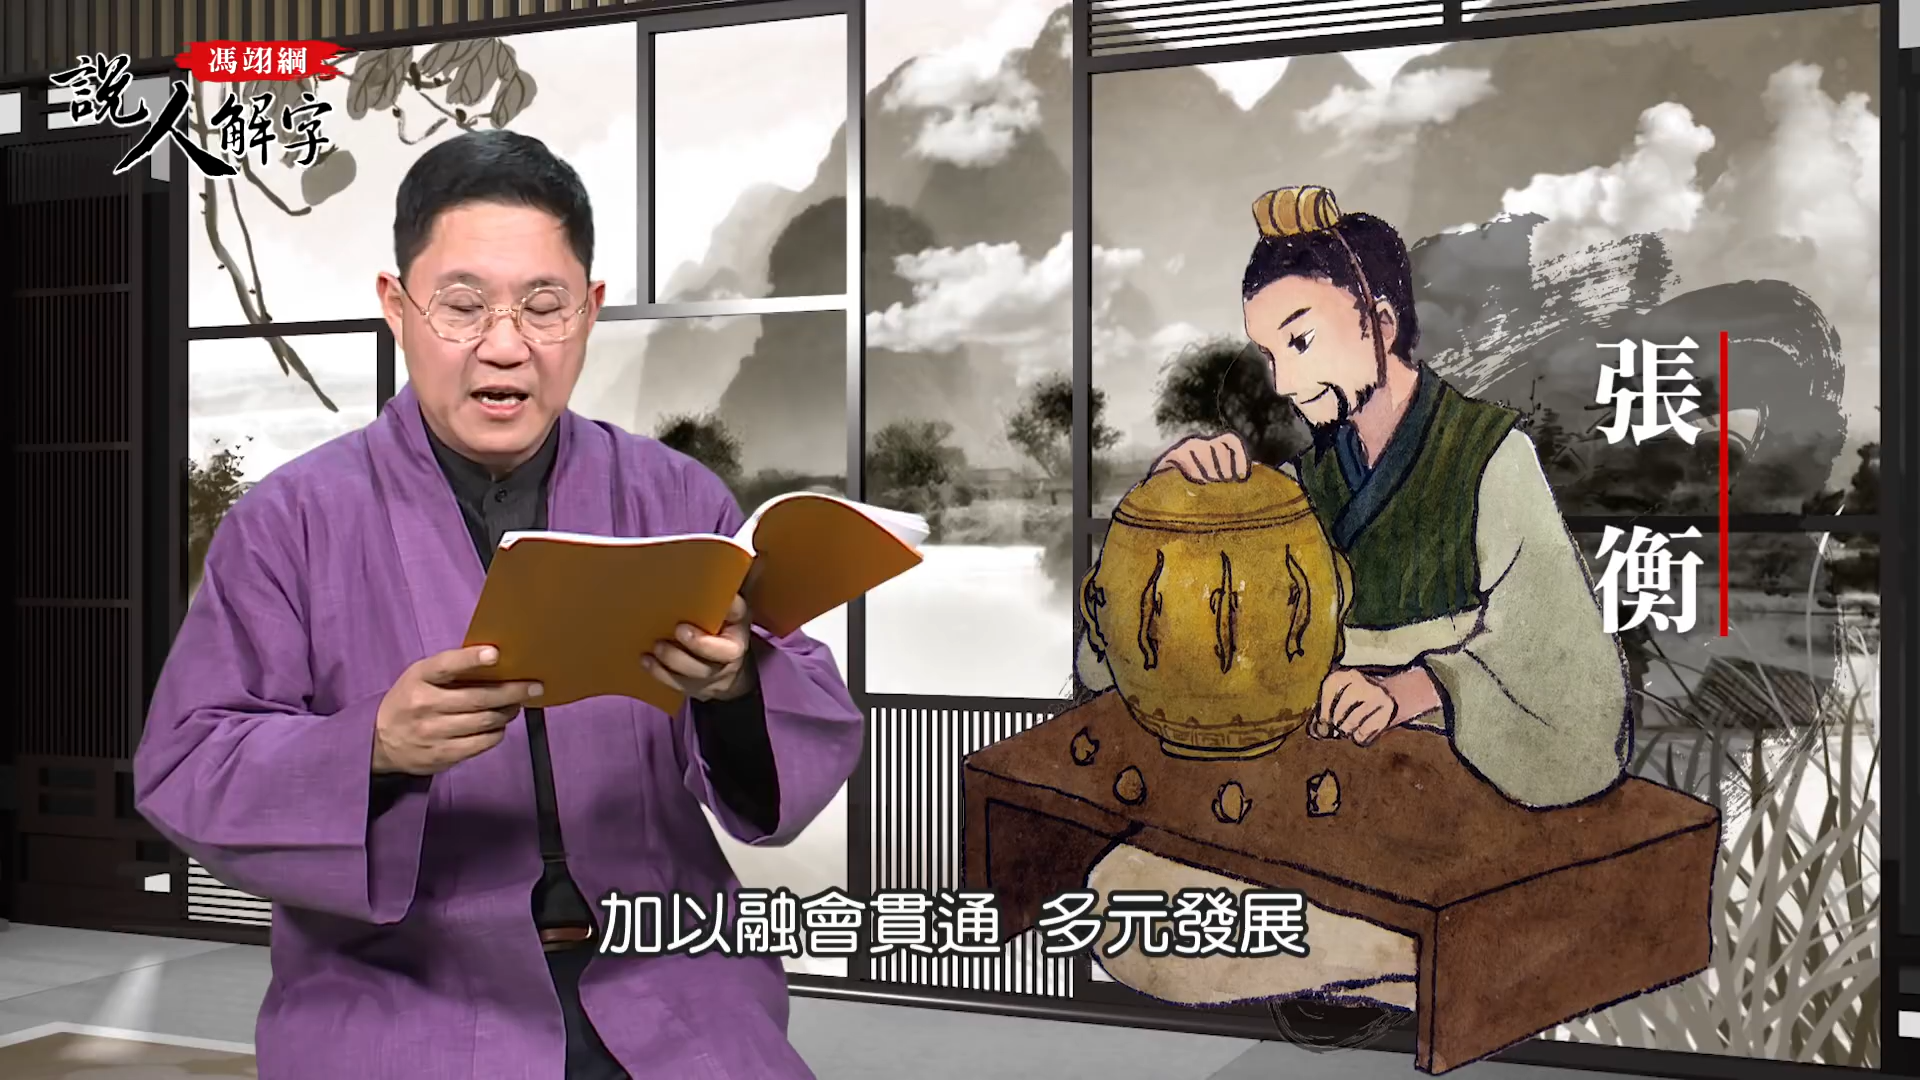 馮翊綱
說人解字
張衡
加以融會貫通 多元發展